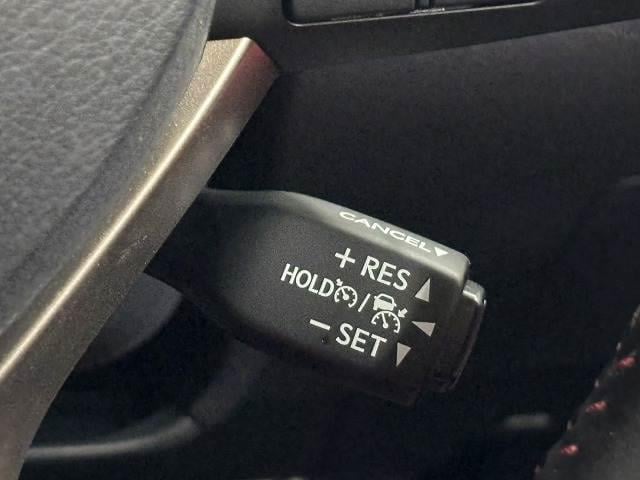 CANCEL▼
+ RES ▲
HOLD / ◀
– SET ▼